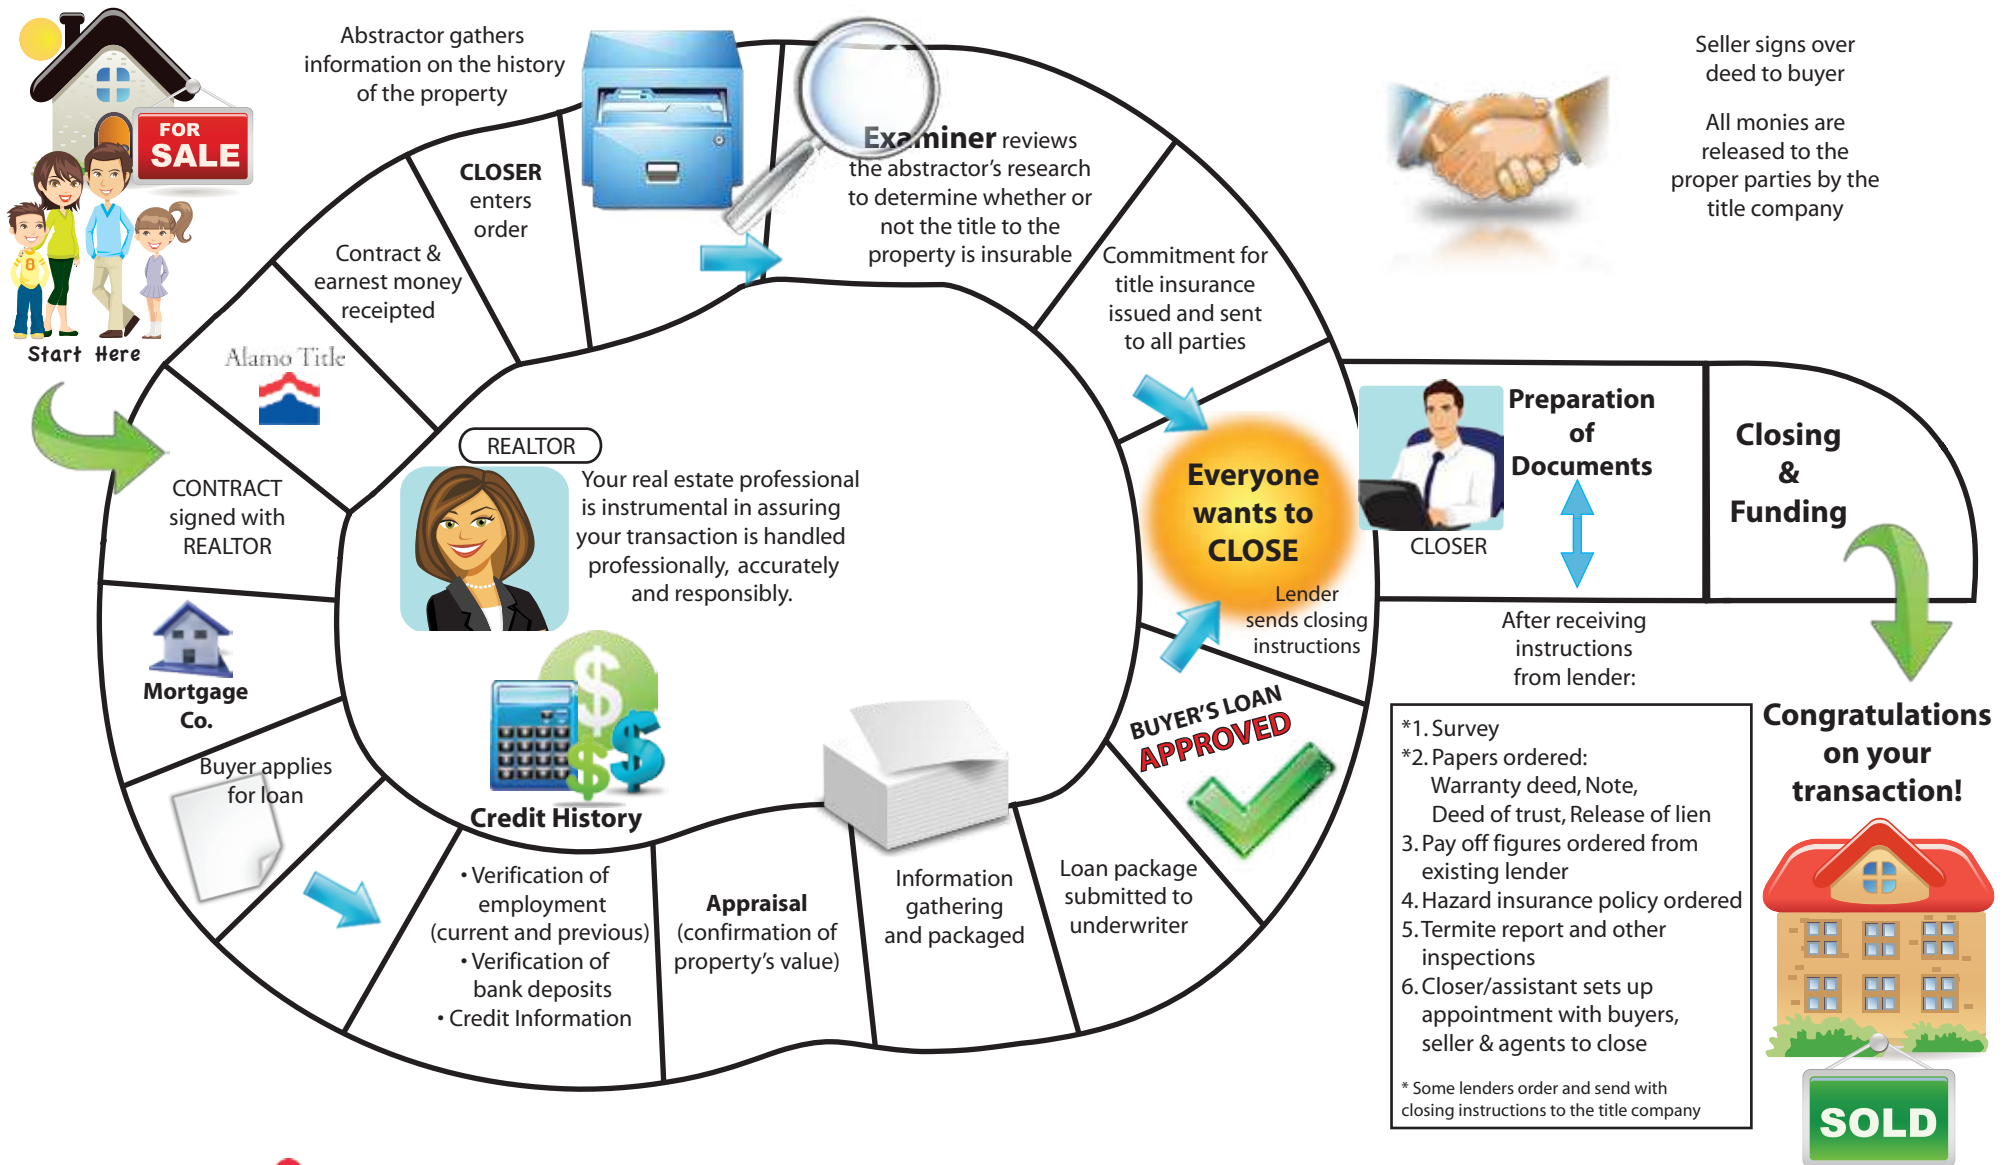 FOR
SALE
Start Here
CONTRACT
signed with
REALTOR
Alamo Title
Contract &
earnest money
receipted
CLOSER
enters
order
Abstractor gathers
information on the history
of the property
Examiner reviews
the abstractor's research
to determine whether or
not the title to the
property is insurable
Commitment for
title insurance
issued and sent
to all parties
Mortgage
Co.
Buyer applies
for loan
Credit History
• Verification of
employment
(current and previous)
• Verification of
bank deposits
• Credit Information
Appraisal
(confirmation of
property's value)
Information
gathering
and packaged
Loan package
submitted to
underwriter
BUYER'S LOAN
APPROVED
Lender
sends closing
instructions
Everyone
wants to
CLOSE
REALTOR
Your real estate professional
is instrumental in assuring
your transaction is handled
professionally, accurately
and responsibly.
CLOSER
Preparation
of
Documents
After receiving
instructions
from lender:
*1. Survey
*2. Papers ordered:
Warranty deed, Note,
Deed of trust, Release of lien
3. Pay off figures ordered from
existing lender
4. Hazard insurance policy ordered
5. Termite report and other
inspections
6. Closer/assistant sets up
appointment with buyers,
seller & agents to close
* Some lenders order and send with
closing instructions to the title company
Closing
&
Funding
Seller signs over
deed to buyer
All monies are
released to the
proper parties by the
title company
Congratulations
on your
transaction!
SOLD